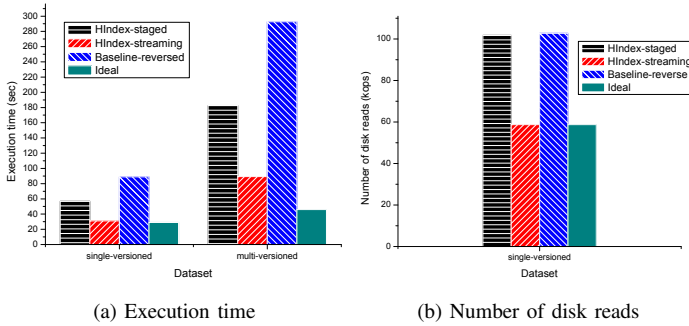 300
280
260
240
220
200
180
160
140
120
100
80
60
40
20
0
Execution time (sec)
HIndex-staged
HIndex-streaming
Baseline-reversed
Ideal
single-versioned
multi-versioned
Dataset
(a) Execution time
100
80
60
40
20
0
Number of disk reads (kops)
HIndex-staged
HIndex-streaming
Baseline-reverse
Ideal
single-versioned
Dataset
(b) Number of disk reads